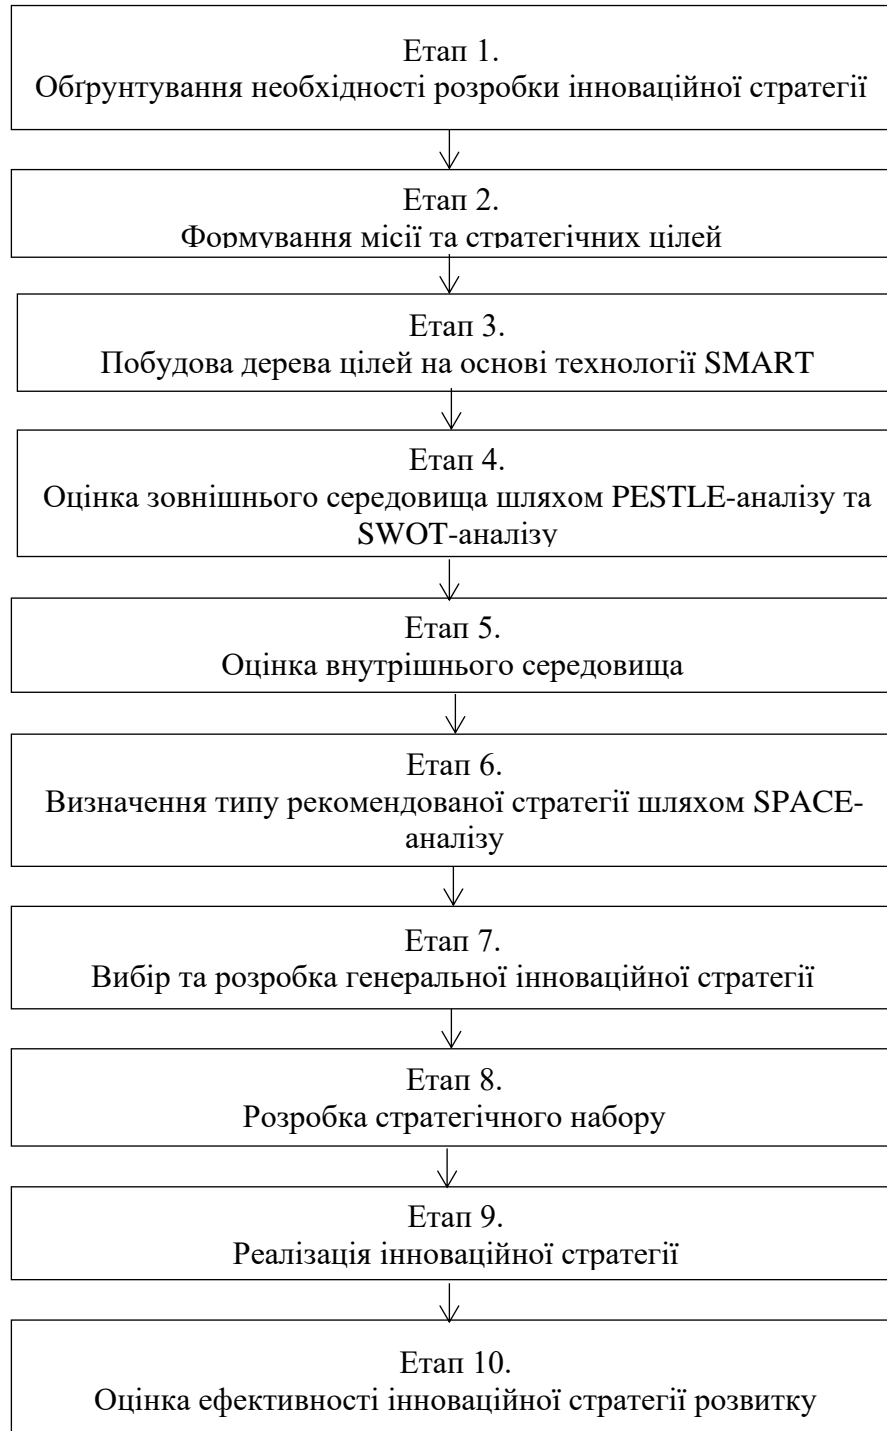 Етап 1.
Обґрунтування необхідності розробки інноваційної стратегії
Етап 2.
Формування місії та стратегічних цілей
Етап 3.
Побудова дерева цілей на основі технології SMART
Етап 4.
Оцінка зовнішнього середовища шляхом PESTLE-аналізу та
SWOT-аналізу
Етап 5.
Оцінка внутрішнього середовища
Етап 6.
Визначення типу рекомендованої стратегії шляхом SPACE-
аналізу
Етап 7.
Вибір та розробка генеральної інноваційної стратегії
Етап 8.
Розробка стратегічного набору
Етап 9.
Реалізація інноваційної стратегії
Етап 10.
Оцінка ефективності інноваційної стратегії розвитку